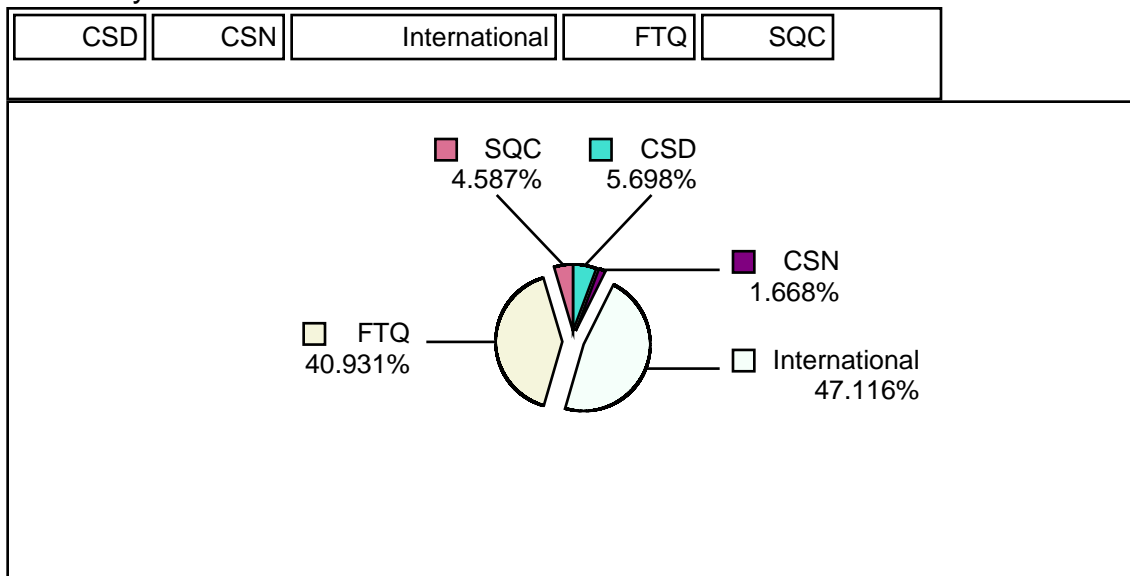 CSD CSN International FTQ SQC
SQC CSD
4.587% 5.698%
CSN
1.668%
FTQ
40.931%
International
47.116%